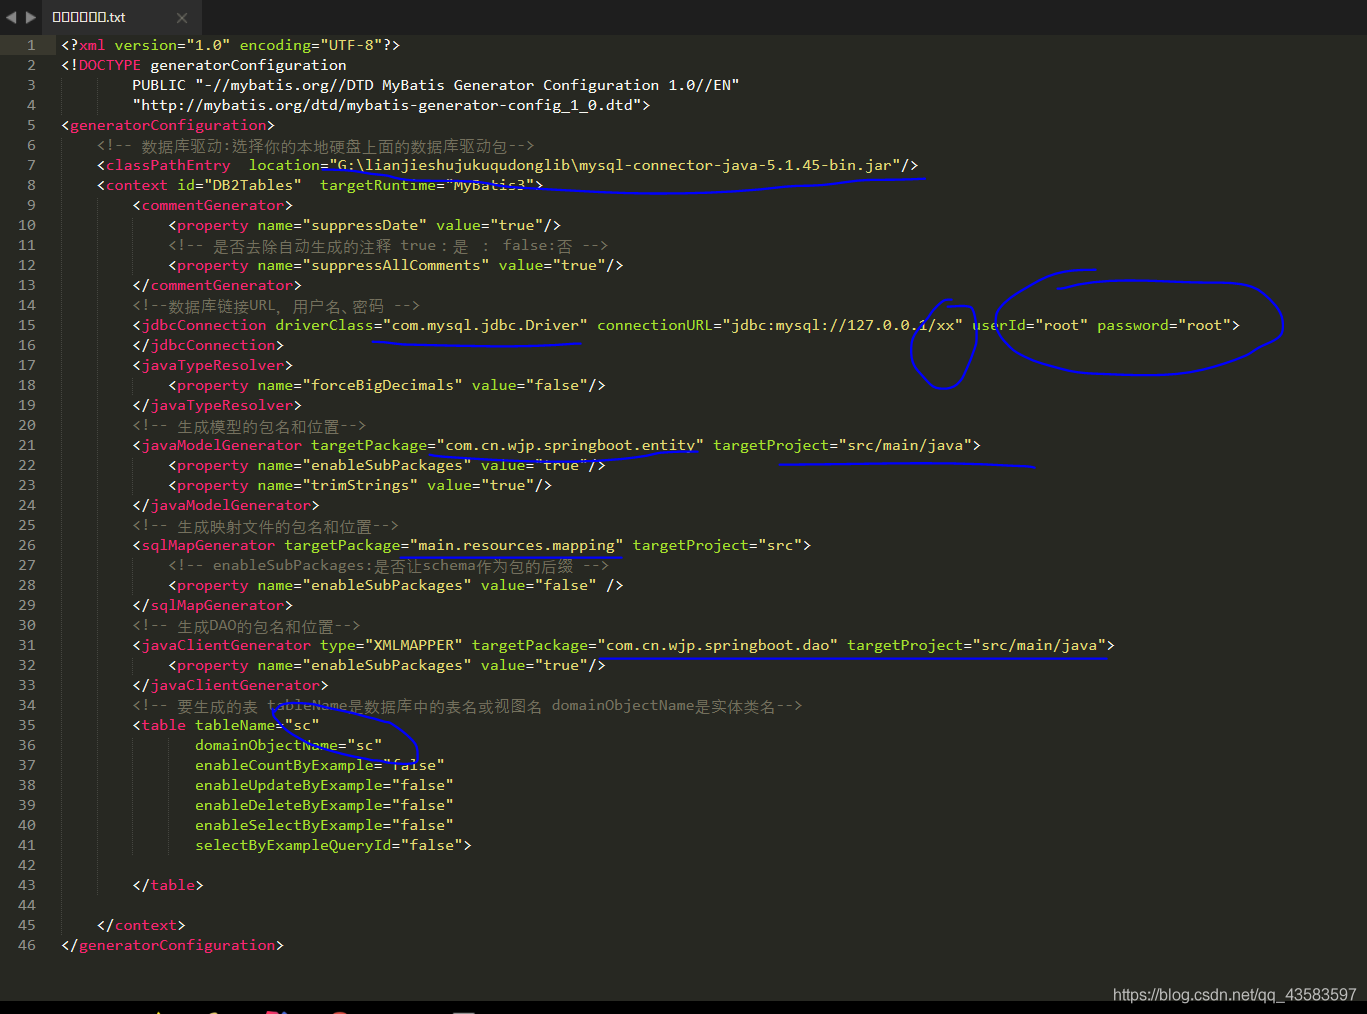 □□□□□□.txt
1 <?xml version="1.0" encoding="UTF-8"?>
2 <!DOCTYPE generatorConfiguration
3 PUBLIC "-//mybatis.org//DTD MyBatis Generator Configuration 1.0//EN"
4 "http://mybatis.org/dtd/mybatis-generator-config_1_0.dtd">
5 <generatorConfiguration>
6 <!-- 数据库驱动:选择你的本地硬盘上面的数据库驱动包-->
7 <classPathEntry location="G:\lianjieshujukuqudonglib\mysql-connector-java-5.1.45-bin.jar"/>
8 <context id="DB2Tables" targetRuntime="MyBatis3">
9 <commentGenerator>
10 <property name="suppressDate" value="true"/>
11 <!-- 是否去除自动生成的注释 true：是 ： false:否 -->
12 <property name="suppressAllComments" value="true"/>
13 </commentGenerator>
14 <!--数据库链接URL，用户名、密码 -->
15 <jdbcConnection driverClass="com.mysql.jdbc.Driver" connectionURL="jdbc:mysql://127.0.0.1/xx" userId="root" password="root">
16 </jdbcConnection>
17 <javaTypeResolver>
18 <property name="forceBigDecimals" value="false"/>
19 </javaTypeResolver>
20 <!-- 生成模型的包名和位置-->
21 <javaModelGenerator targetPackage="com.cn.wjp.springboot.entity" targetProject="src/main/java">
22 <property name="enableSubPackages" value="true"/>
23 <property name="trimStrings" value="true"/>
24 </javaModelGenerator>
25 <!-- 生成映射文件的包名和位置-->
26 <sqlMapGenerator targetPackage="main.resources.mapping" targetProject="src">
27 <!-- enableSubPackages:是否让schema作为包的后缀 -->
28 <property name="enableSubPackages" value="false" />
29 </sqlMapGenerator>
30 <!-- 生成DAO的包名和位置-->
31 <javaClientGenerator type="XMLMAPPER" targetPackage="com.cn.wjp.springboot.dao" targetProject="src/main/java">
32 <property name="enableSubPackages" value="true"/>
33 </javaClientGenerator>
34 <!-- 要生成的表 tableName是数据库中的表名或视图名 domainObjectName是实体类名-->
35 <table tableName="sc"
36 domainObjectName="sc"
37 enableCountByExample="false"
38 enableUpdateByExample="false"
39 enableDeleteByExample="false"
40 enableSelectByExample="false"
41 selectByExampleQueryId="false">
42
43 </table>
44
45 </context>
46 </generatorConfiguration>
https://blog.csdn.net/qq_43583597